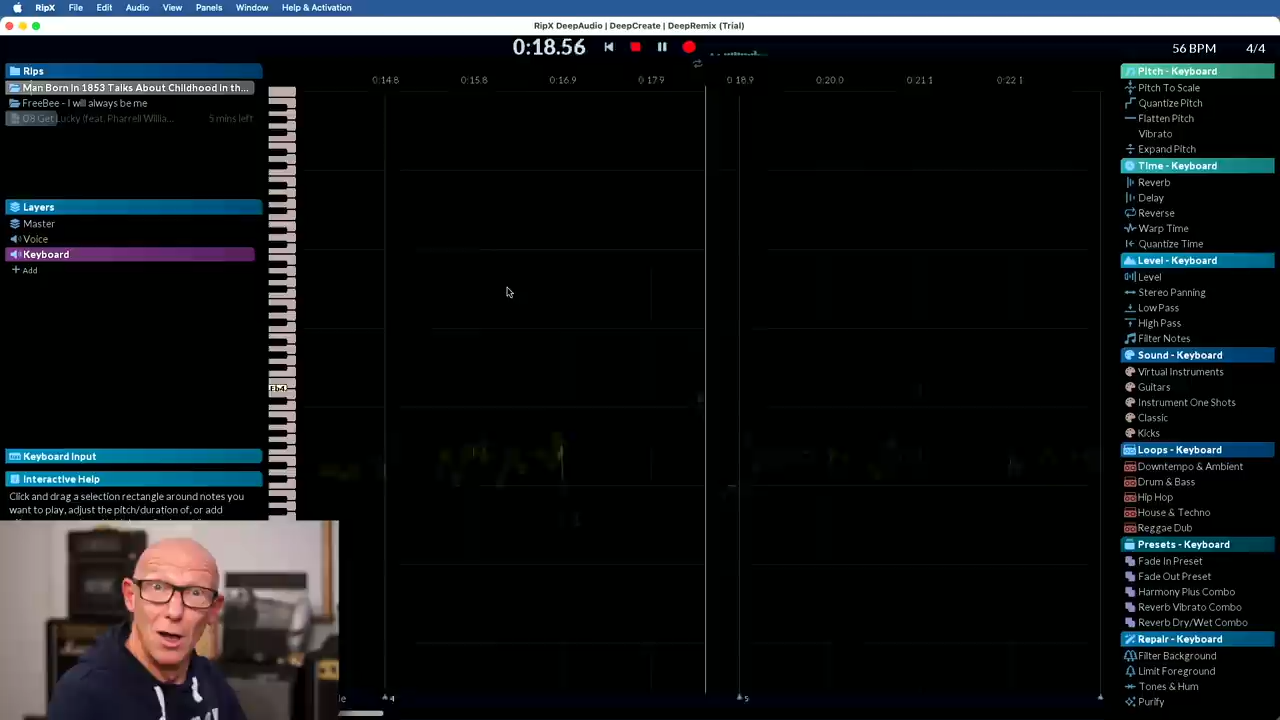 RipX File Edit Audio View Panels Window Help & Activation
RipX DeepAudio | DeepCreate | DeepRemix (Trial)
0:18.56
56 BPM 4/4
Rips
Man Born In 1853 Talks About Childhood In th...
FreeBee - I will always be me
08 Get Lucky (feat. Pharrell Willia... 5 mins left
Layers
Master
Voice
Keyboard
Add
Keyboard Input
Interactive Help
Click and drag a selection rectangle around notes you
want to play, adjust the pitch/duration of, or add
0:14.8 0:15.8 0:16.9 0:17.9 0:18.9 0:20.0 0:21.1 0:22.1
Eb4
4 5
Pitch - Keyboard
Pitch To Scale
Quantize Pitch
Flatten Pitch
Vibrato
Expand Pitch
Time - Keyboard
Reverb
Delay
Reverse
Warp Time
Quantize Time
Level - Keyboard
Level
Stereo Panning
Low Pass
High Pass
Filter Notes
Sound - Keyboard
Virtual Instruments
Guitars
Instrument One Shots
Classic
Kicks
Loops - Keyboard
Downtempo & Ambient
Drum & Bass
Hip Hop
House & Techno
Reggae Dub
Presets - Keyboard
Fade In Preset
Fade Out Preset
Harmony Plus Combo
Reverb Vibrato Combo
Reverb Dry/Wet Combo
Repair - Keyboard
Filter Background
Limit Foreground
Tones & Hum
Purify